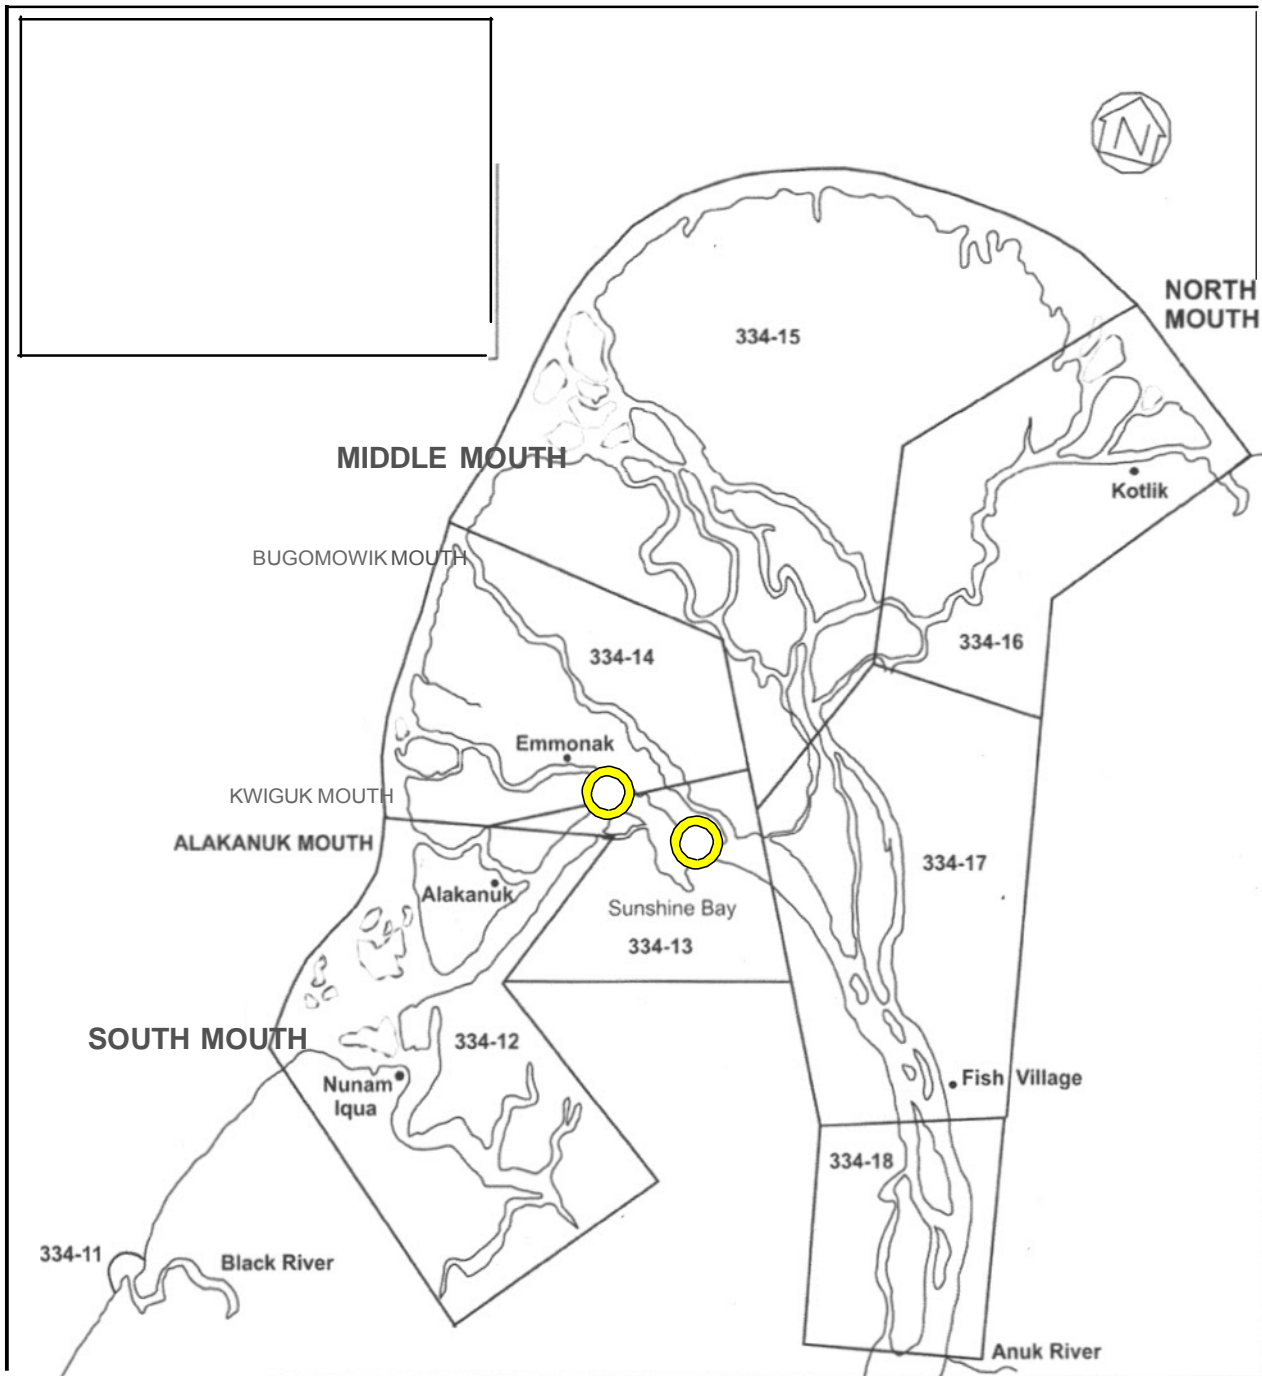 N
NORTH
MOUTH
334-15
MIDDLE MOUTH
Kotlik
BUGOMOWIK MOUTH
334-16
334-14
Emmonak
KWIGUK MOUTH
ALAKANUK MOUTH
334-17
Alakanuk
Sunshine Bay
334-13
SOUTH MOUTH
334-12
Nunam
Iqua
Fish Village
334-18
334-11
Black River
Anuk River